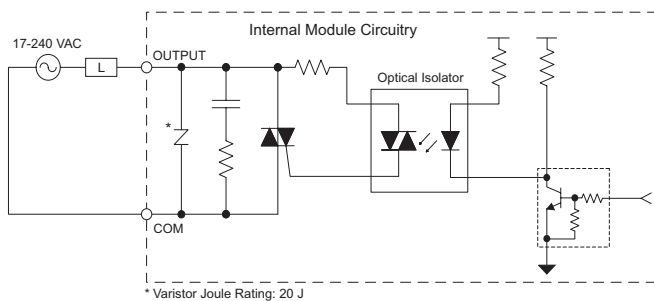 Internal Module Circuitry
17-240 VAC
OUTPUT
L
Optical Isolator
*
COM
* Varistor Joule Rating: 20 J